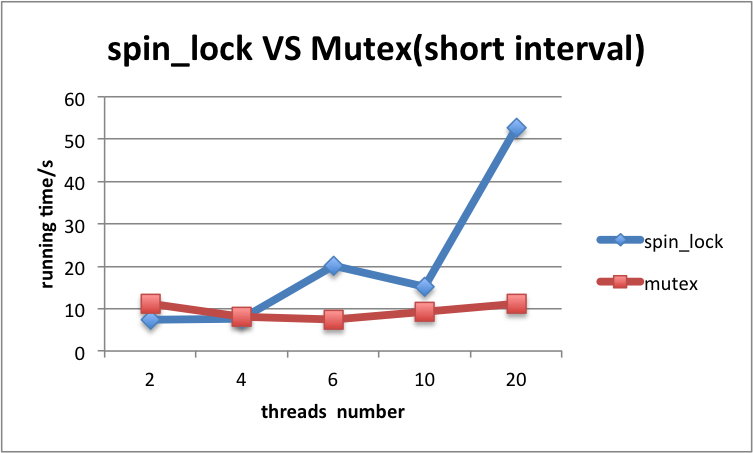 spin_lock VS Mutex(short interval)
60
50
40
30
20
10
0
running time/s
2 4 6 10 20
threads number
spin_lock
mutex